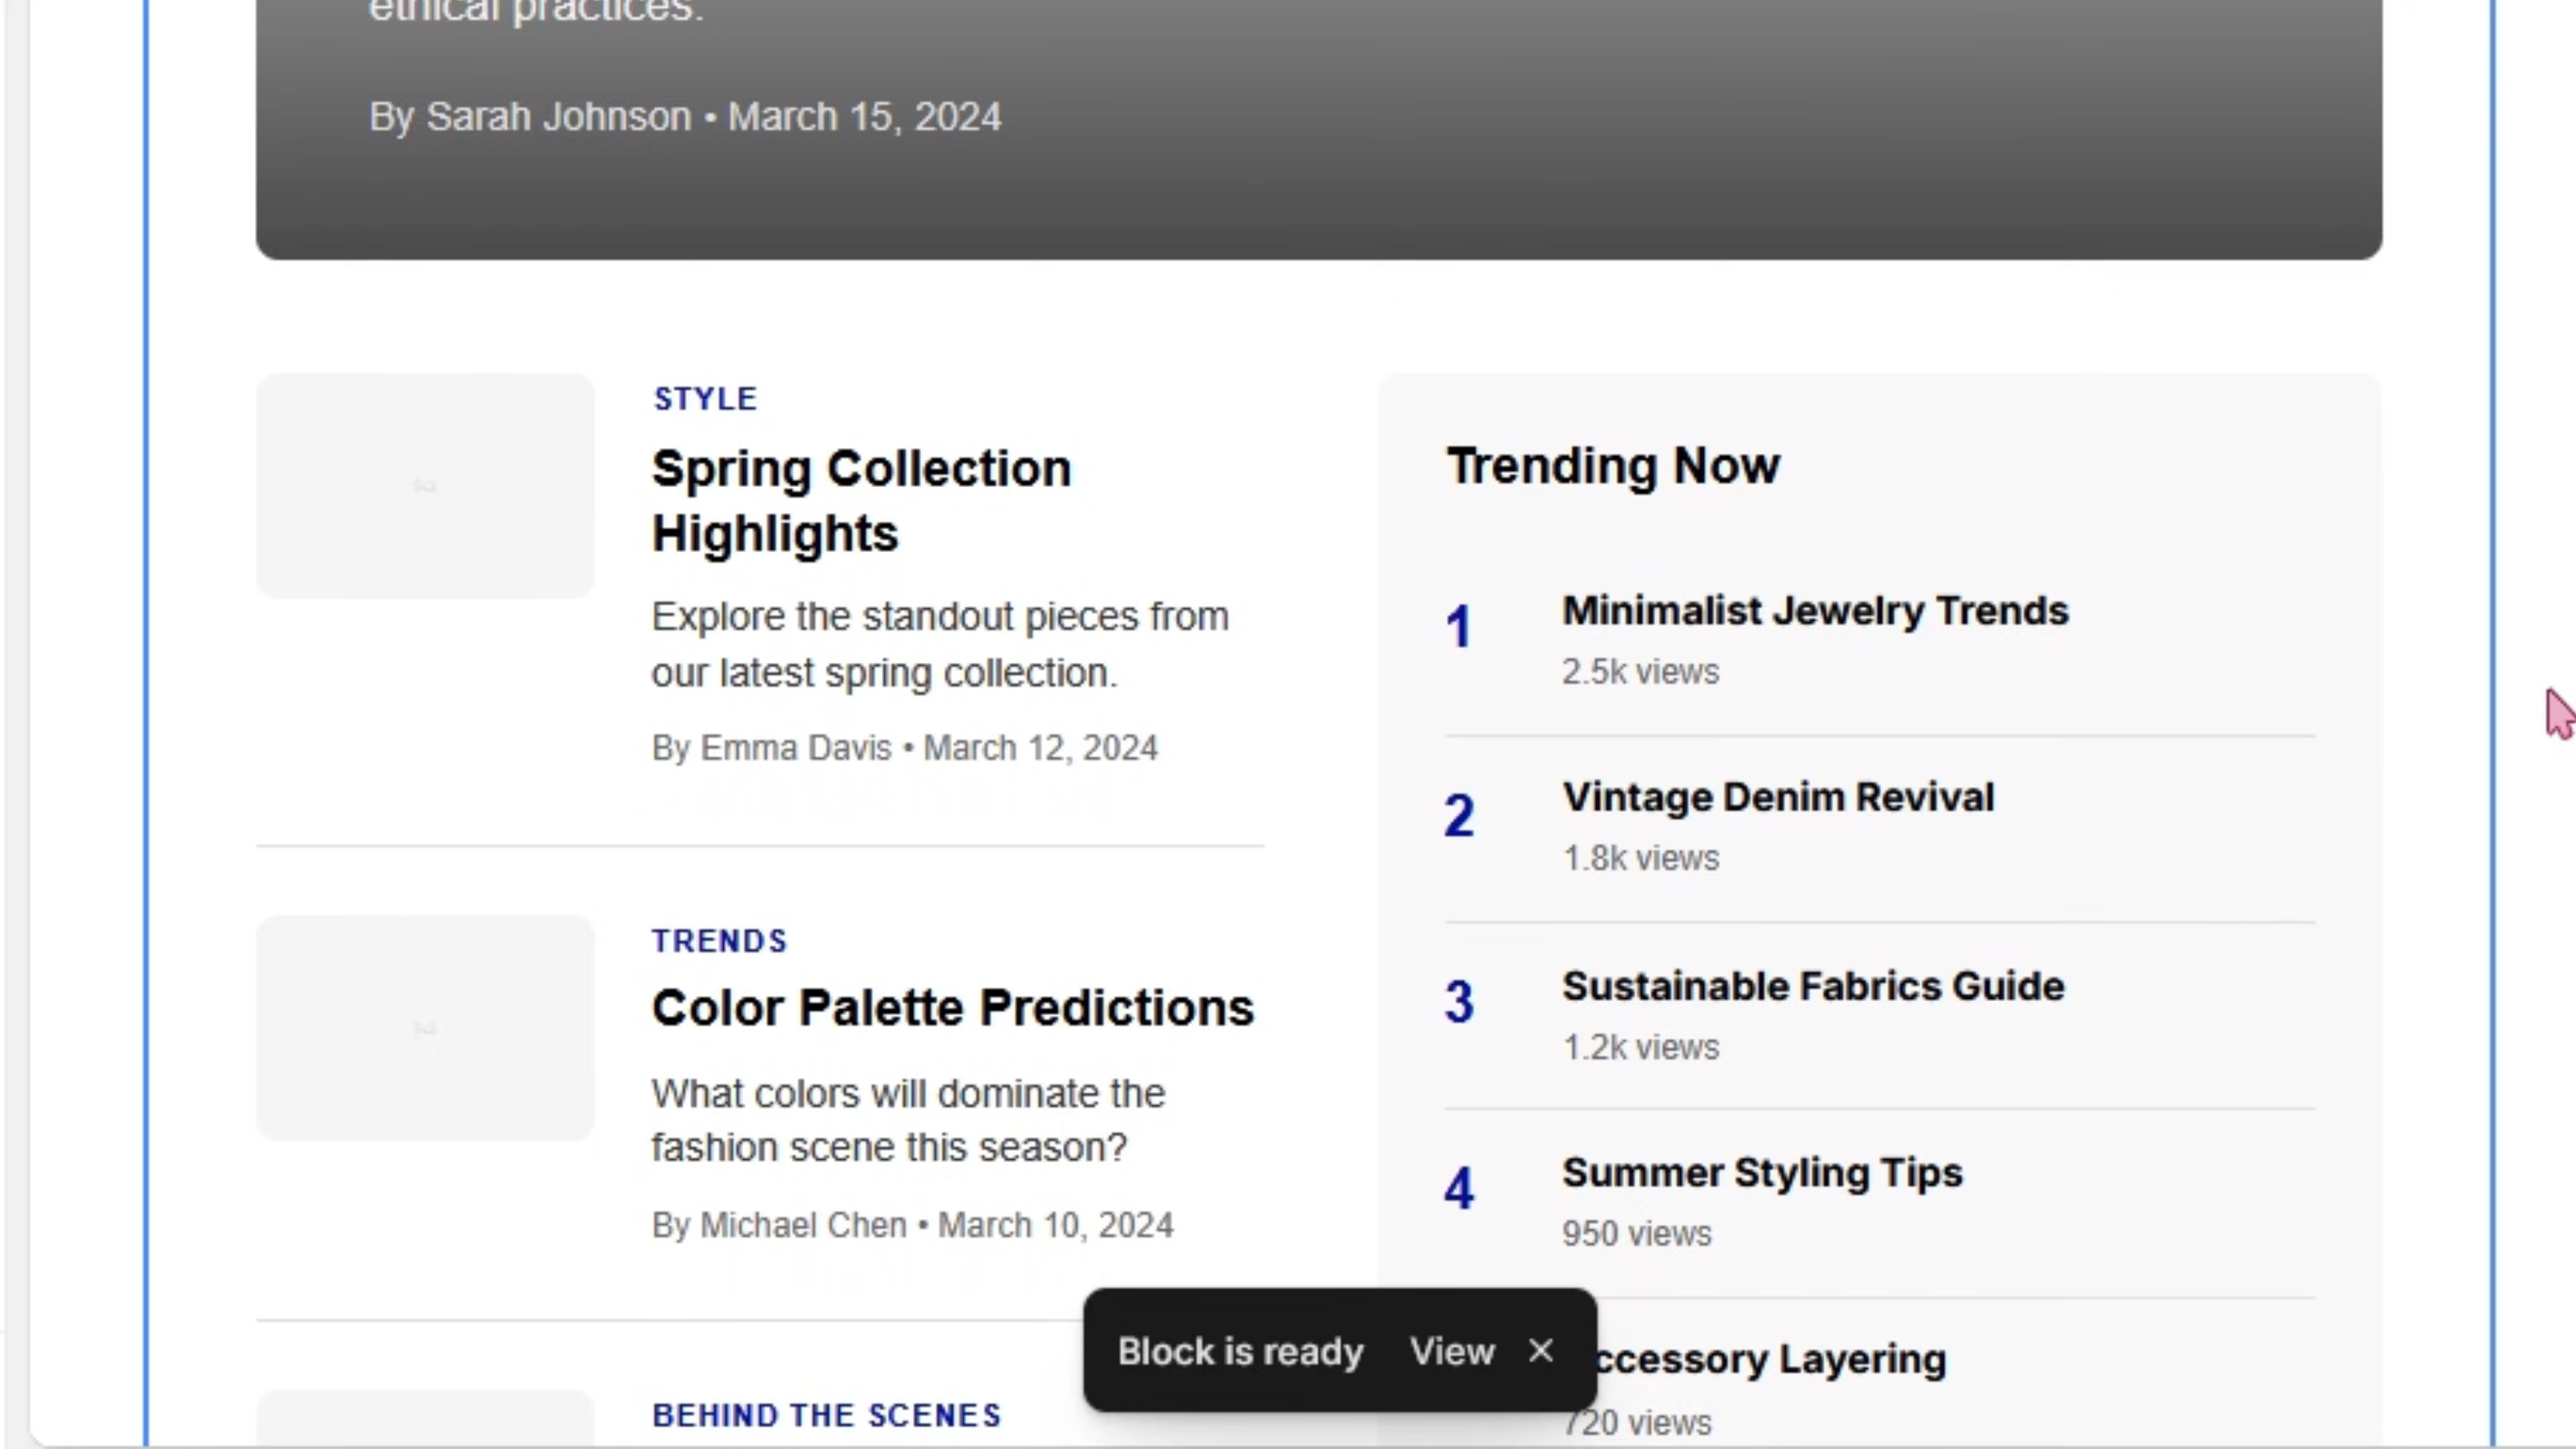 ethical practices.
By Sarah Johnson • March 15, 2024
STYLE
Spring Collection
Highlights
Explore the standout pieces from
our latest spring collection.
By Emma Davis • March 12, 2024
TRENDS
Color Palette Predictions
What colors will dominate the
fashion scene this season?
By Michael Chen • March 10, 2024
BEHIND THE SCENES
Trending Now
1
Minimalist Jewelry Trends
2.5k views
2
Vintage Denim Revival
1.8k views
3
Sustainable Fabrics Guide
1.2k views
4
Summer Styling Tips
950 views
ccessory Layering
720 views
Block is ready View ×